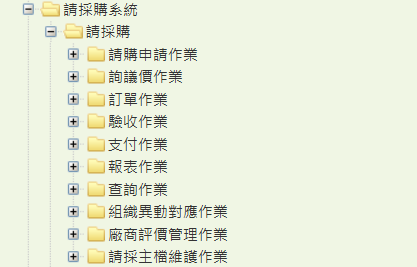 請採購系統
請採購
請購申請作業
詢議價作業
訂單作業
驗收作業
支付作業
報表作業
查詢作業
組織異動對應作業
廠商評價管理作業
請採主檔維護作業